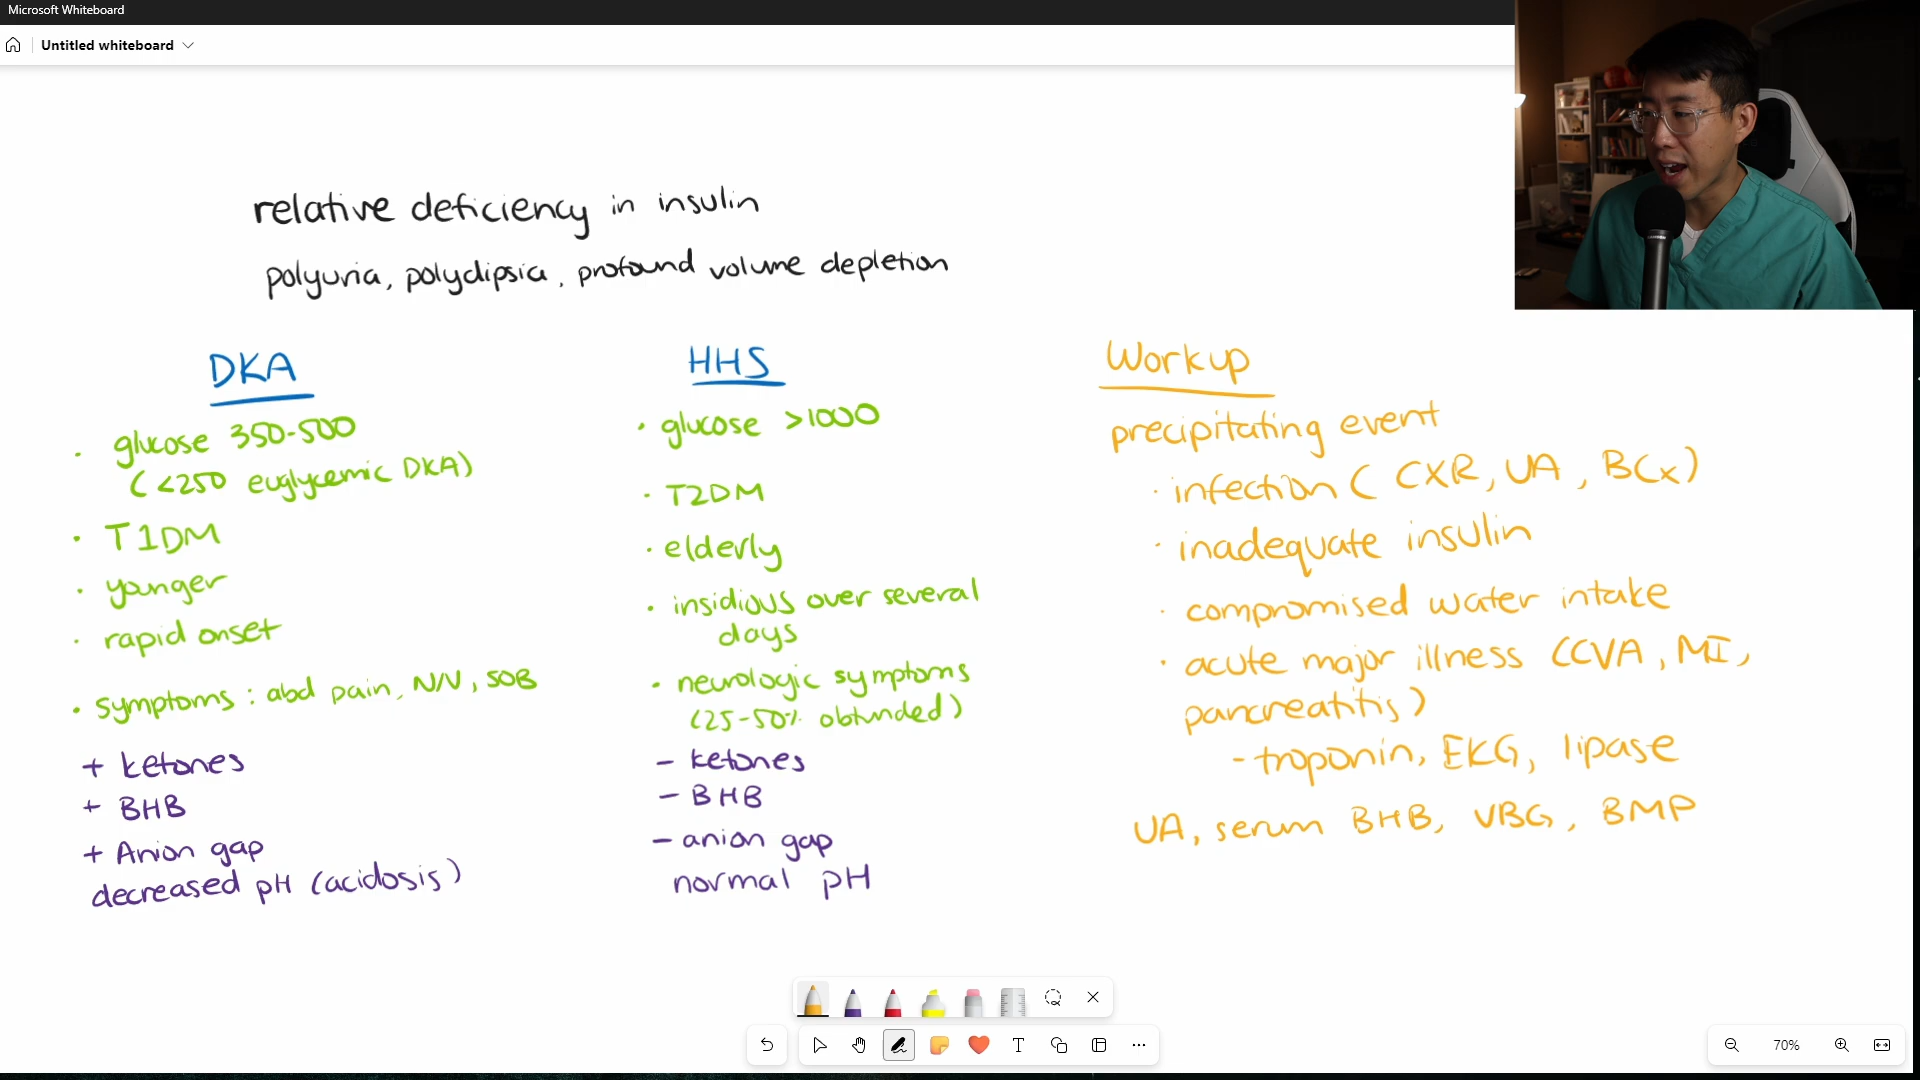 Microsoft Whiteboard
Untitled whiteboard
relative deficiency in insulin
polyuria, polydipsia, profound volume depletion
DKA
• glucose 350-500
(<250 euglycemic DKA)
• T1DM
• younger
• rapid onset
• symptoms: abd pain, N/V, SOB
+ ketones
+ BHB
+ Anion gap
decreased pH (acidosis)
HHS
• glucose >1000
• T2DM
• elderly
• insidious over several
days
• neurologic symptoms
(25-50% obtunded)
- ketones
- BHB
- anion gap
normal pH
Workup
precipitating event
• infection (CXR, UA, BCx)
• inadequate insulin
• compromised water intake
• acute major illness (CVA, MI,
pancreatitis)
- troponin, EKG, lipase
UA, serum BHB, VBG, BMP
70%